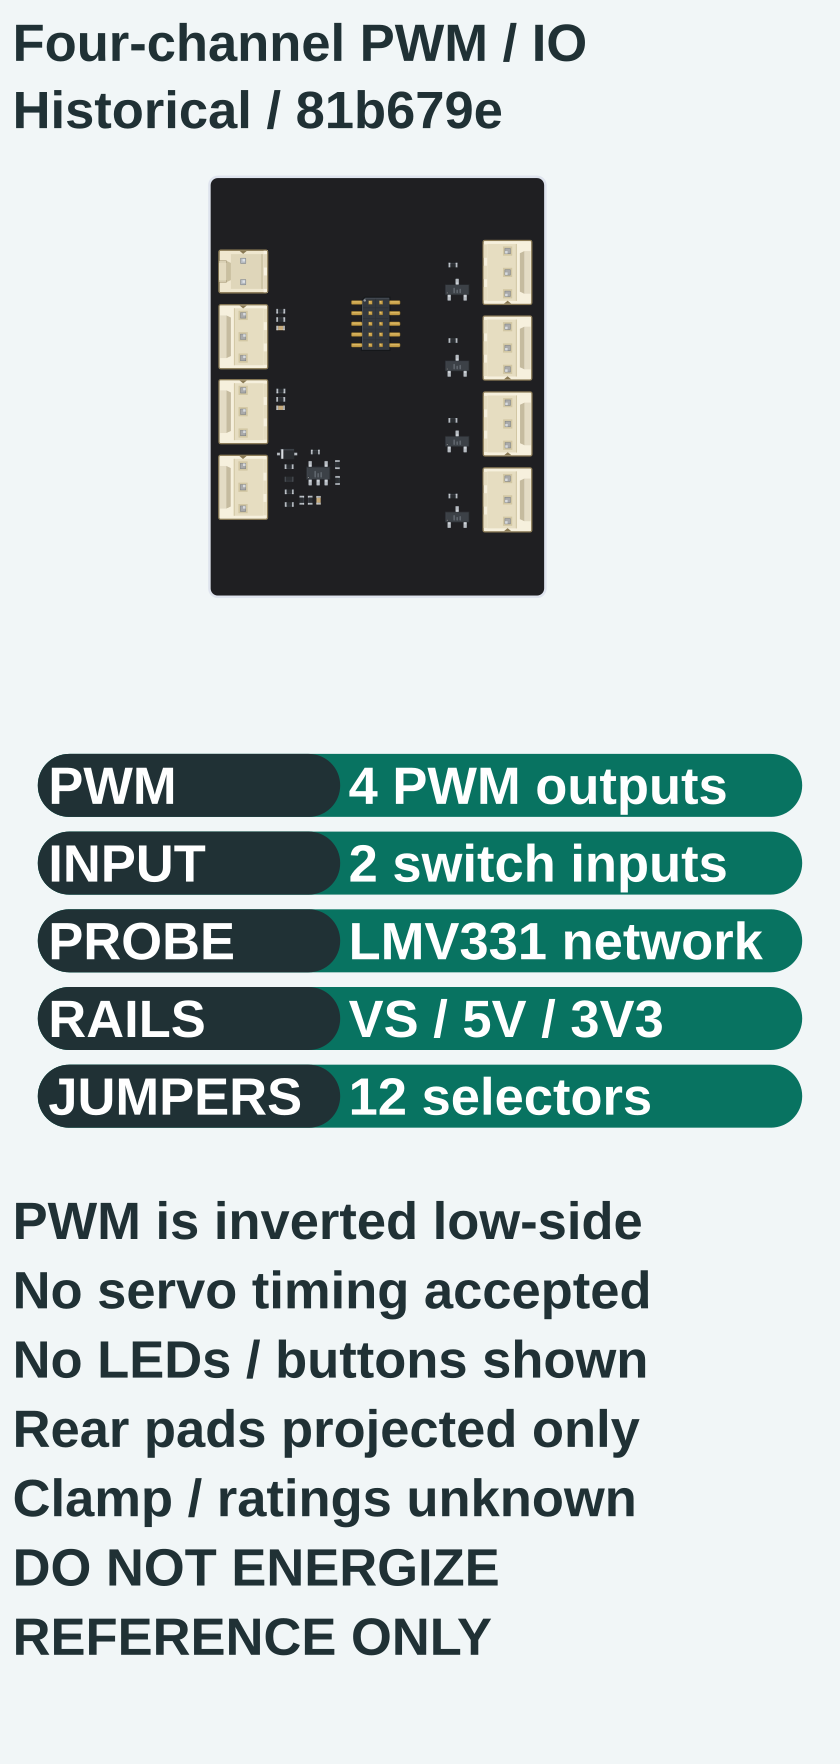 Four-channel PWM / IO
Historical / 81b679e
PWM 4 PWM outputs
INPUT 2 switch inputs
PROBE LMV331 network
RAILS VS / 5V / 3V3
JUMPERS 12 selectors
PWM is inverted low-side
No servo timing accepted
No LEDs / buttons shown
Rear pads projected only
Clamp / ratings unknown
DO NOT ENERGIZE
REFERENCE ONLY